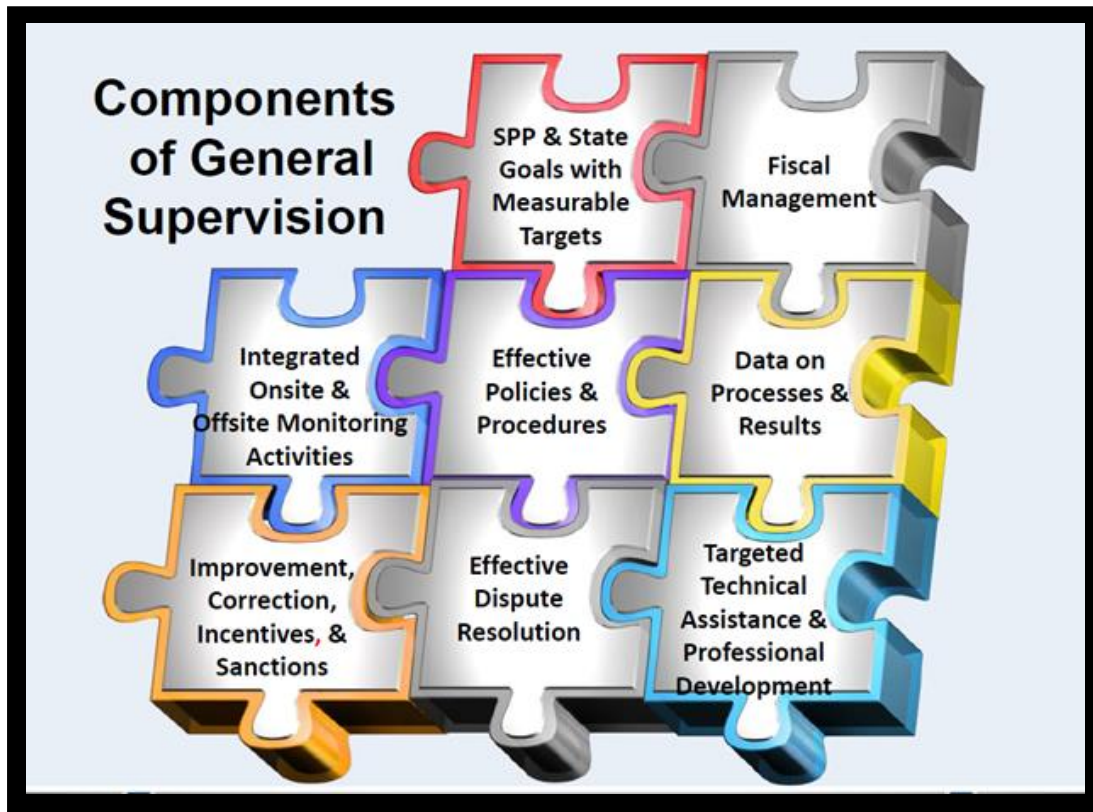 Components
of General
Supervision
SPP & State
Goals with
Measurable
Targets
Fiscal
Management
Integrated
Onsite &
Offsite Monitoring
Activities
Effective
Policies &
Procedures
Data on
Processes &
Results
Improvement,
Correction,
Incentives, &
Sanctions
Effective
Dispute
Resolution
Targeted
Technical
Assistance &
Professional
Development